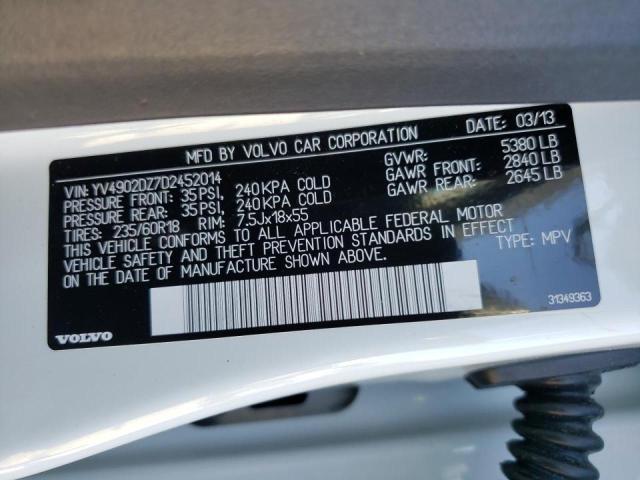 MFD BY VOLVO CAR CORPORATION DATE: 03/13
VIN: YV4902DZ7D2452014 GVWR: 5380 LB
PRESSURE FRONT: 35PSI, 240KPA COLD GAWR FRONT: 2840 LB
PRESSURE REAR: 35PSI, 240KPA COLD GAWR REAR: 2645 LB
TIRES: 235/60R18 RIM: 7.5Jx18x55
THIS VEHICLE CONFORMS TO ALL APPLICABLE FEDERAL MOTOR
VEHICLE SAFETY AND THEFT PREVENTION STANDARDS IN EFFECT
ON THE DATE OF MANUFACTURE SHOWN ABOVE. TYPE: MPV
31349363
VOLVO